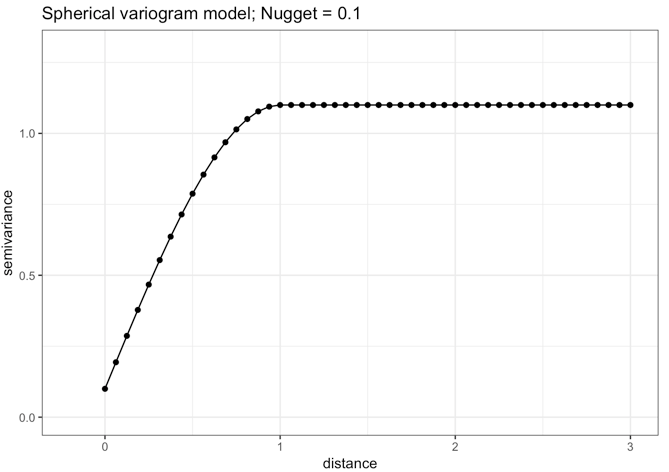 Spherical variogram model; Nugget = 0.1
semivariance
1.0
0.5
0.0
0 1 2 3
distance